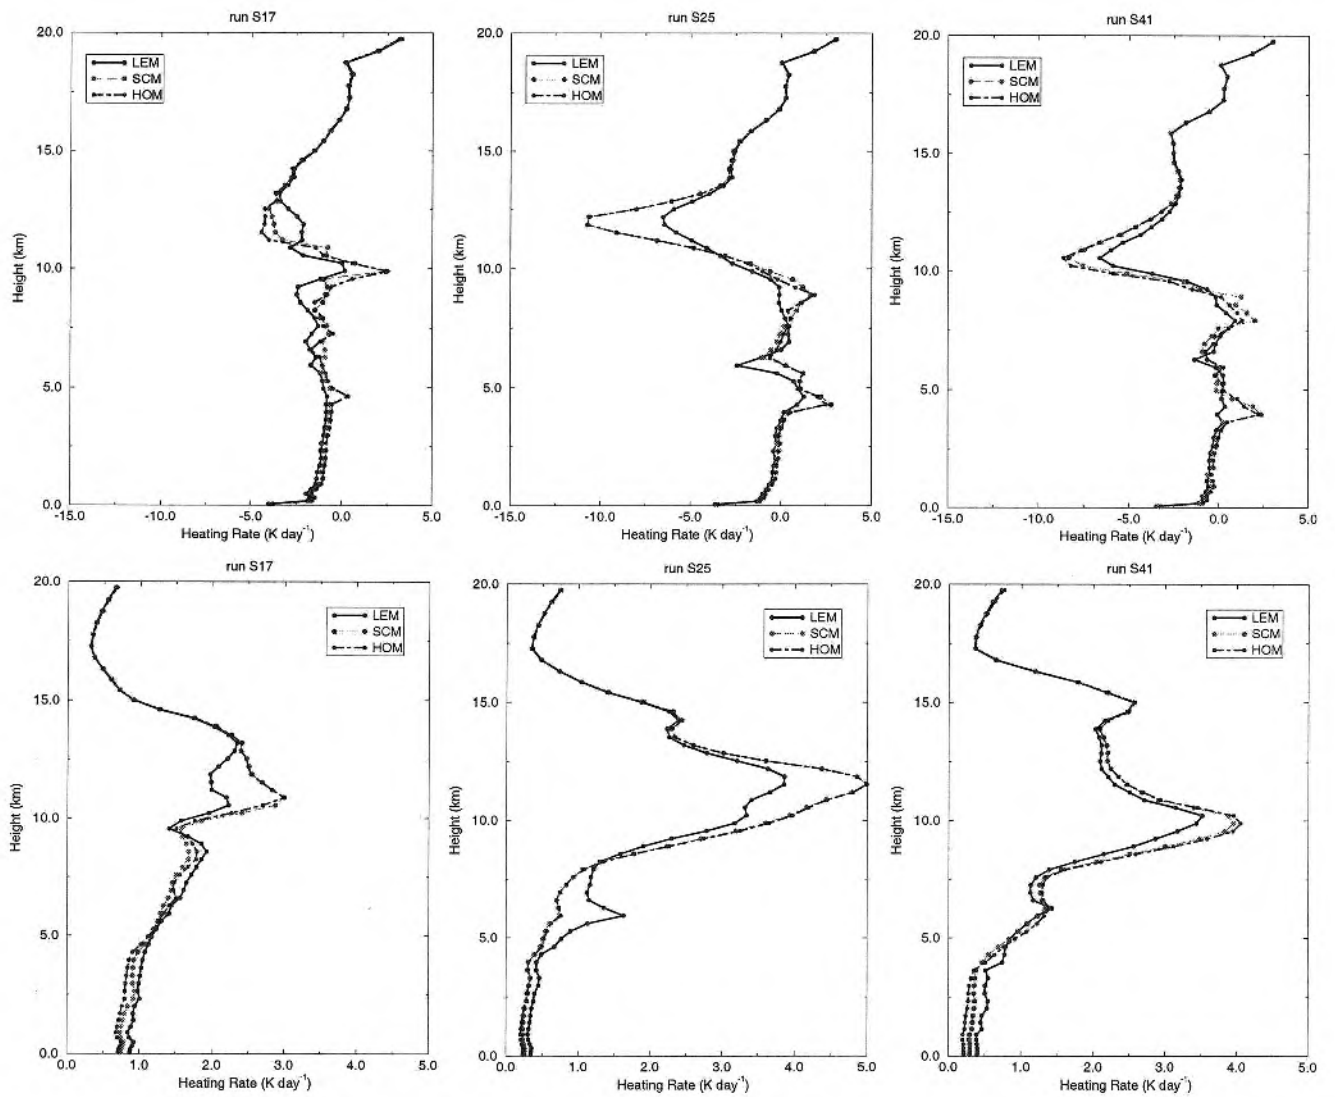 run S17
20.0
15.0
10.0
5.0
0.0
-15.0 -10.0 -5.0 0.0 5.0
Height (km)
Heating Rate (K day⁻¹)
LEM
SCM
HOM
run S25
20.0
15.0
10.0
5.0
0.0
-15.0 -10.0 -5.0 0.0 5.0
Height (km)
Heating Rate (K day⁻¹)
LEM
SCM
HOM
run S41
20.0
15.0
10.0
5.0
0.0
-15.0 -10.0 -5.0 0.0 5.0
Height (km)
Heating Rate (K day⁻¹)
LEM
SCM
HOM
run S17
20.0
15.0
10.0
5.0
0.0
0.0 1.0 2.0 3.0 4.0 5.0
Height (km)
Heating Rate (K day⁻¹)
LEM
SCM
HOM
run S25
20.0
15.0
10.0
5.0
0.0
0.0 1.0 2.0 3.0 4.0 5.0
Height (km)
Heating Rate (K day⁻¹)
LEM
SCM
HOM
run S41
20.0
15.0
10.0
5.0
0.0
0.0 1.0 2.0 3.0 4.0 5.0
Height (km)
Heating Rate (K day⁻¹)
LEM
SCM
HOM